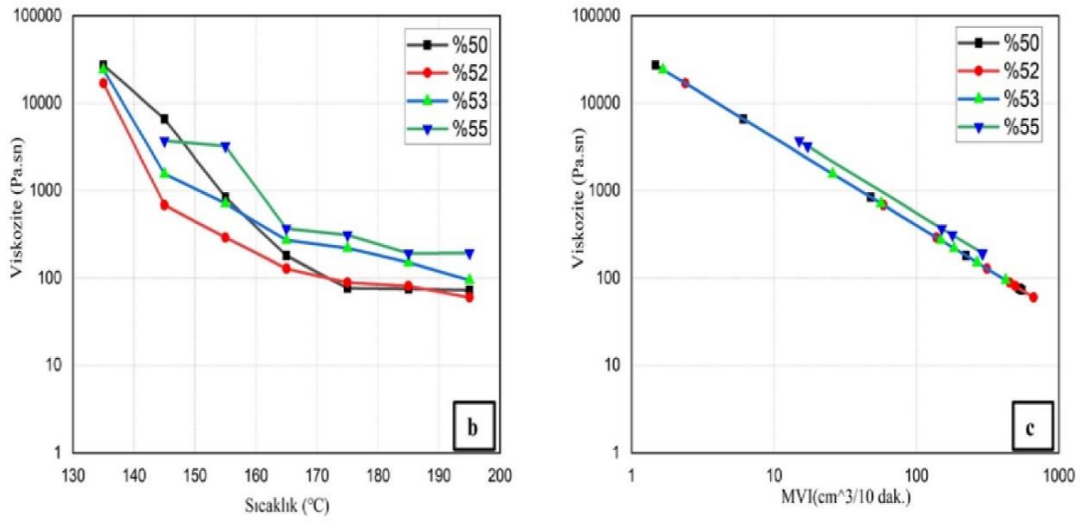 100000
10000
1000
100
10
1
Viskozite (Pa.sn)
%50
%52
%53
%55
b
130 140 150 160 170 180 190 200
Sıcaklık (°C)
100000
10000
1000
100
10
1
Viskozite (Pa.sn)
%50
%52
%53
%55
c
1 10 100 1000
MVI(cm^3/10 dak.)